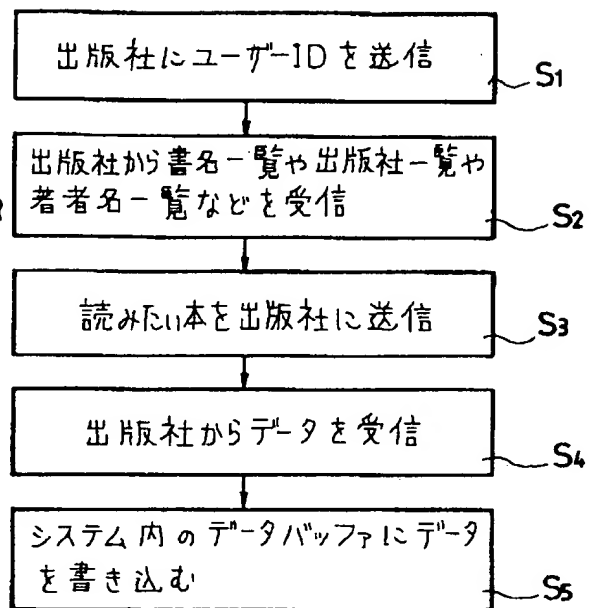 出版社にユーザーIDを送信
S1
出版社から書名一覧や出版社一覧や
著者名一覧などを受信
S2
読みたい本を出版社に送信
S3
出版社からデータを受信
S4
システム内のデータバッファにデータ
を書き込む
S5